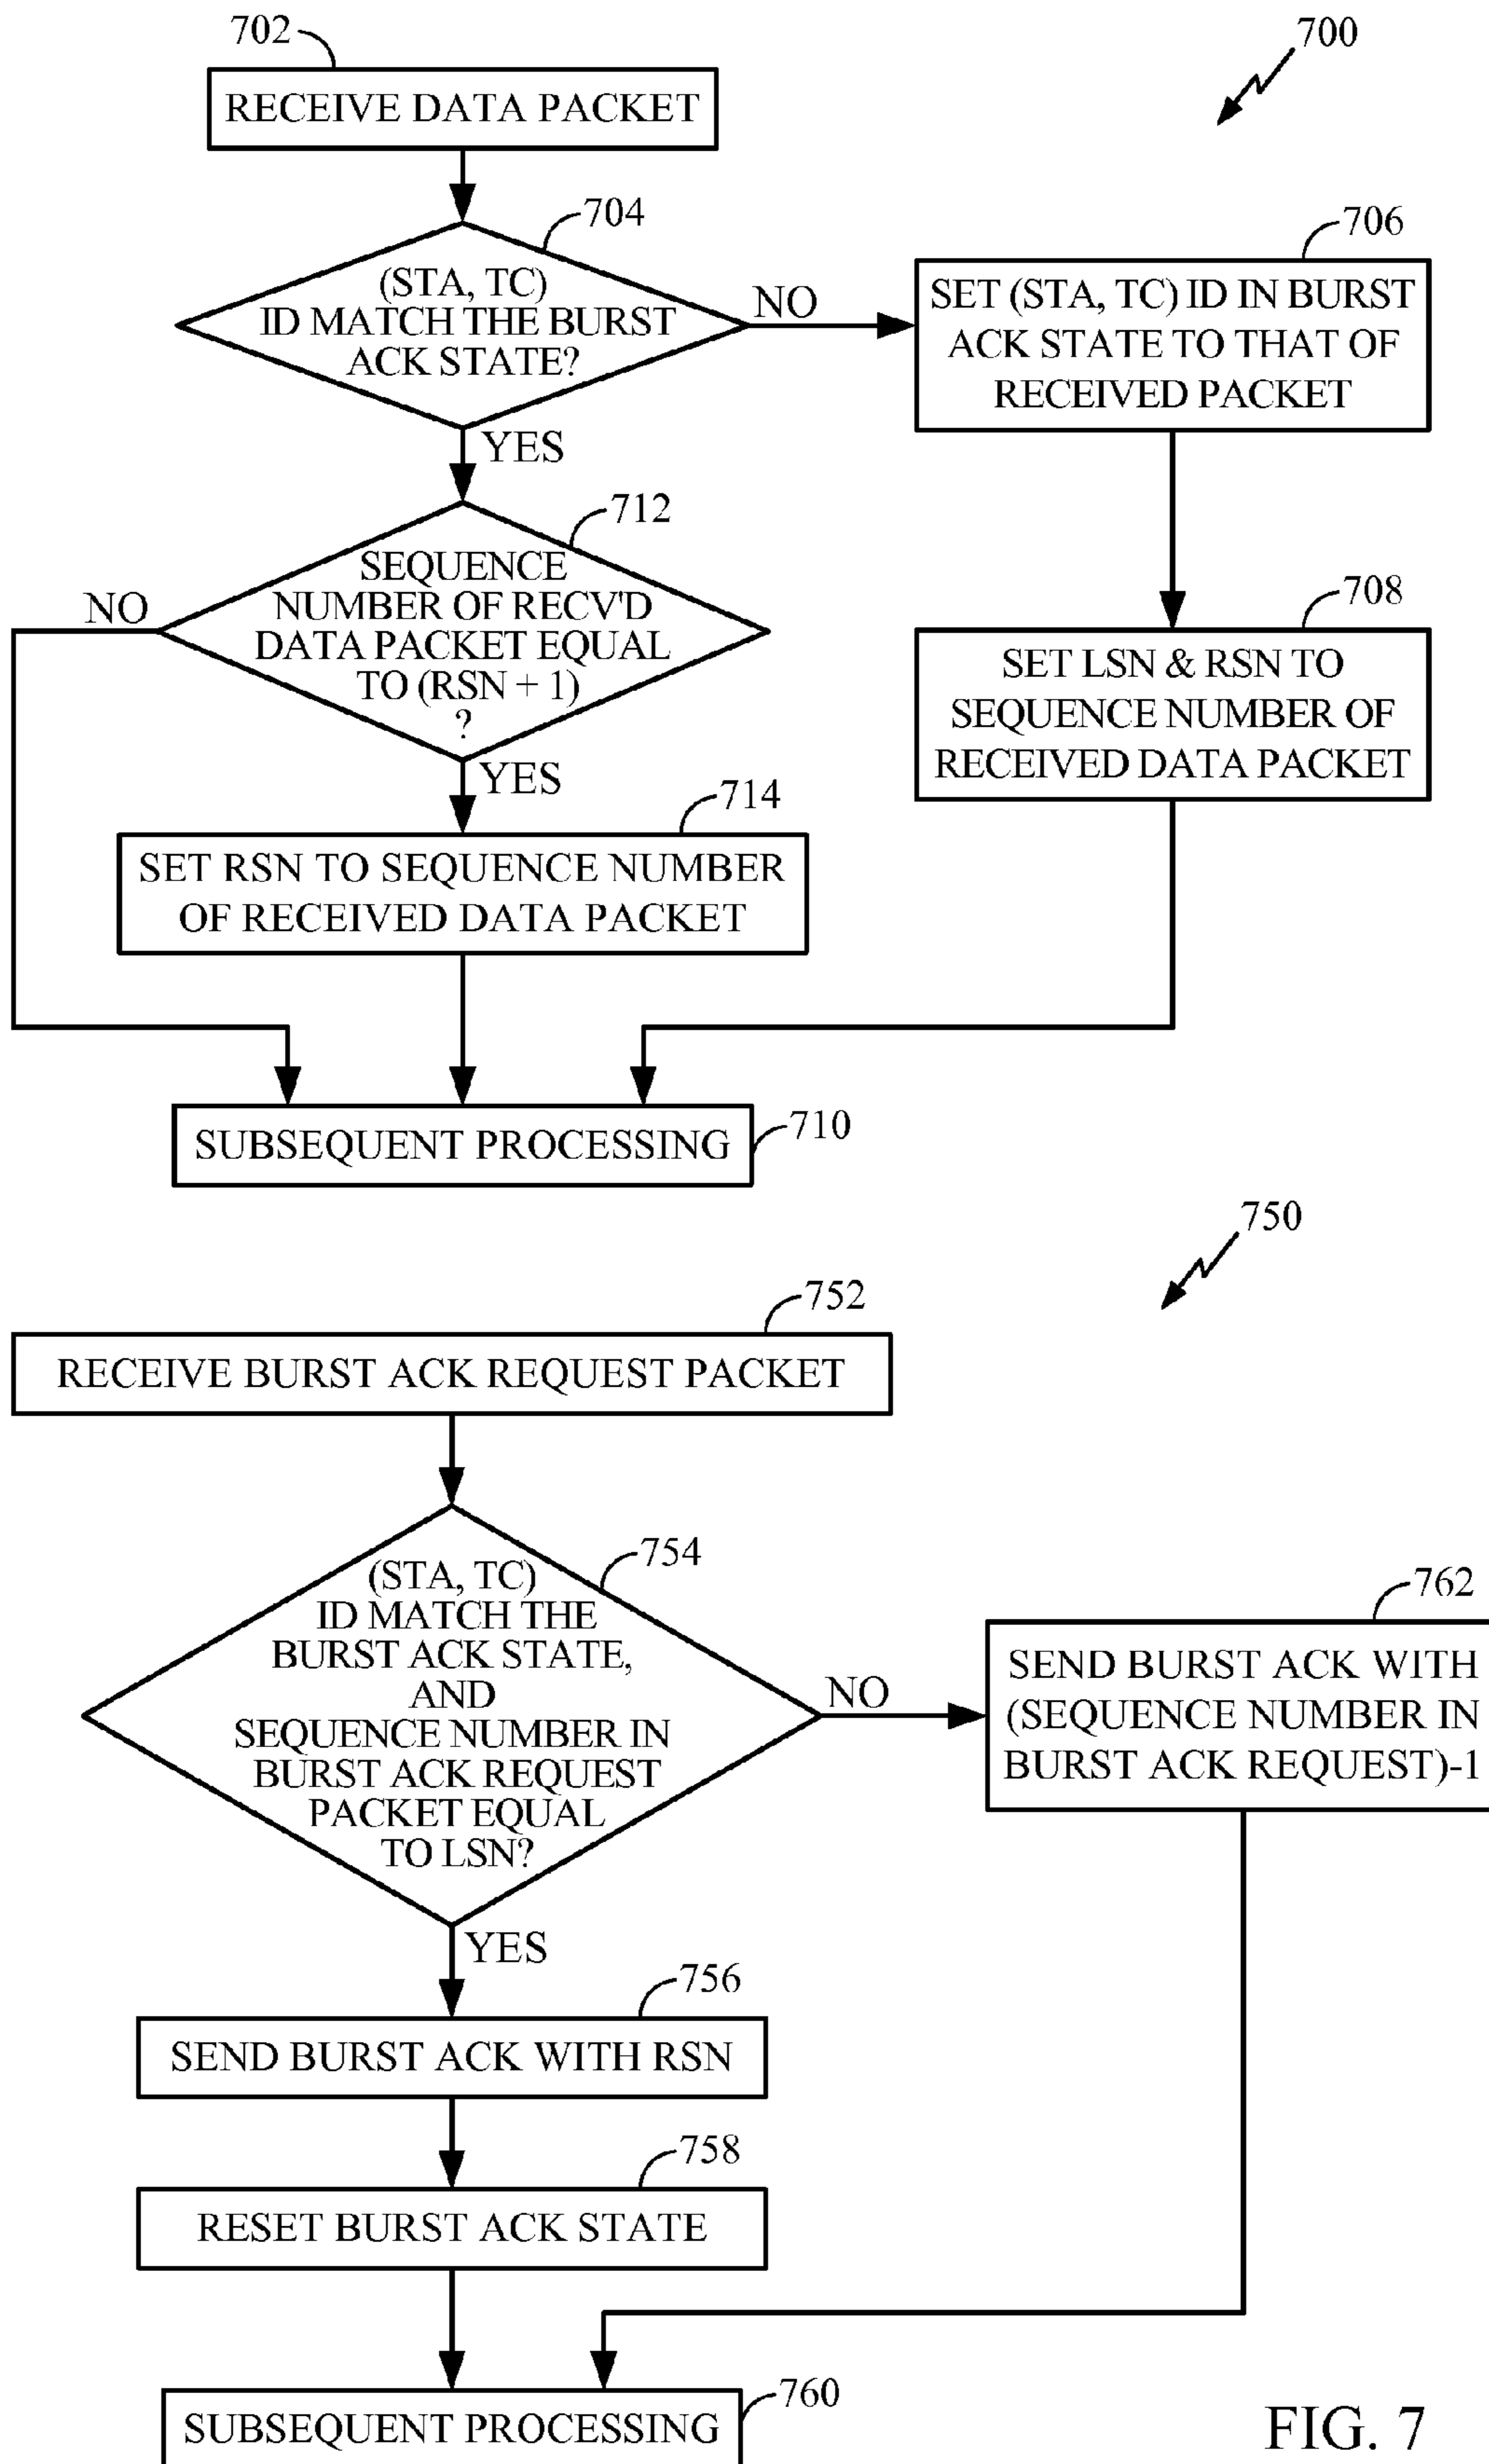 702
700
RECEIVE DATA PACKET
704
(STA, TC)
ID MATCH THE BURST
ACK STATE?
NO
706
SET (STA, TC) ID IN BURST
ACK STATE TO THAT OF
RECEIVED PACKET
YES
712
SEQUENCE
NUMBER OF RECV'D
DATA PACKET EQUAL
TO (RSN + 1)
?
NO
708
SET LSN & RSN TO
SEQUENCE NUMBER OF
RECEIVED DATA PACKET
YES
714
SET RSN TO SEQUENCE NUMBER
OF RECEIVED DATA PACKET
SUBSEQUENT PROCESSING
710
750
752
RECEIVE BURST ACK REQUEST PACKET
754
(STA, TC)
ID MATCH THE
BURST ACK STATE,
AND
SEQUENCE NUMBER IN
BURST ACK REQUEST
PACKET EQUAL
TO LSN?
NO
762
SEND BURST ACK WITH
(SEQUENCE NUMBER IN
BURST ACK REQUEST)-1
YES
756
SEND BURST ACK WITH RSN
758
RESET BURST ACK STATE
760
SUBSEQUENT PROCESSING
FIG. 7